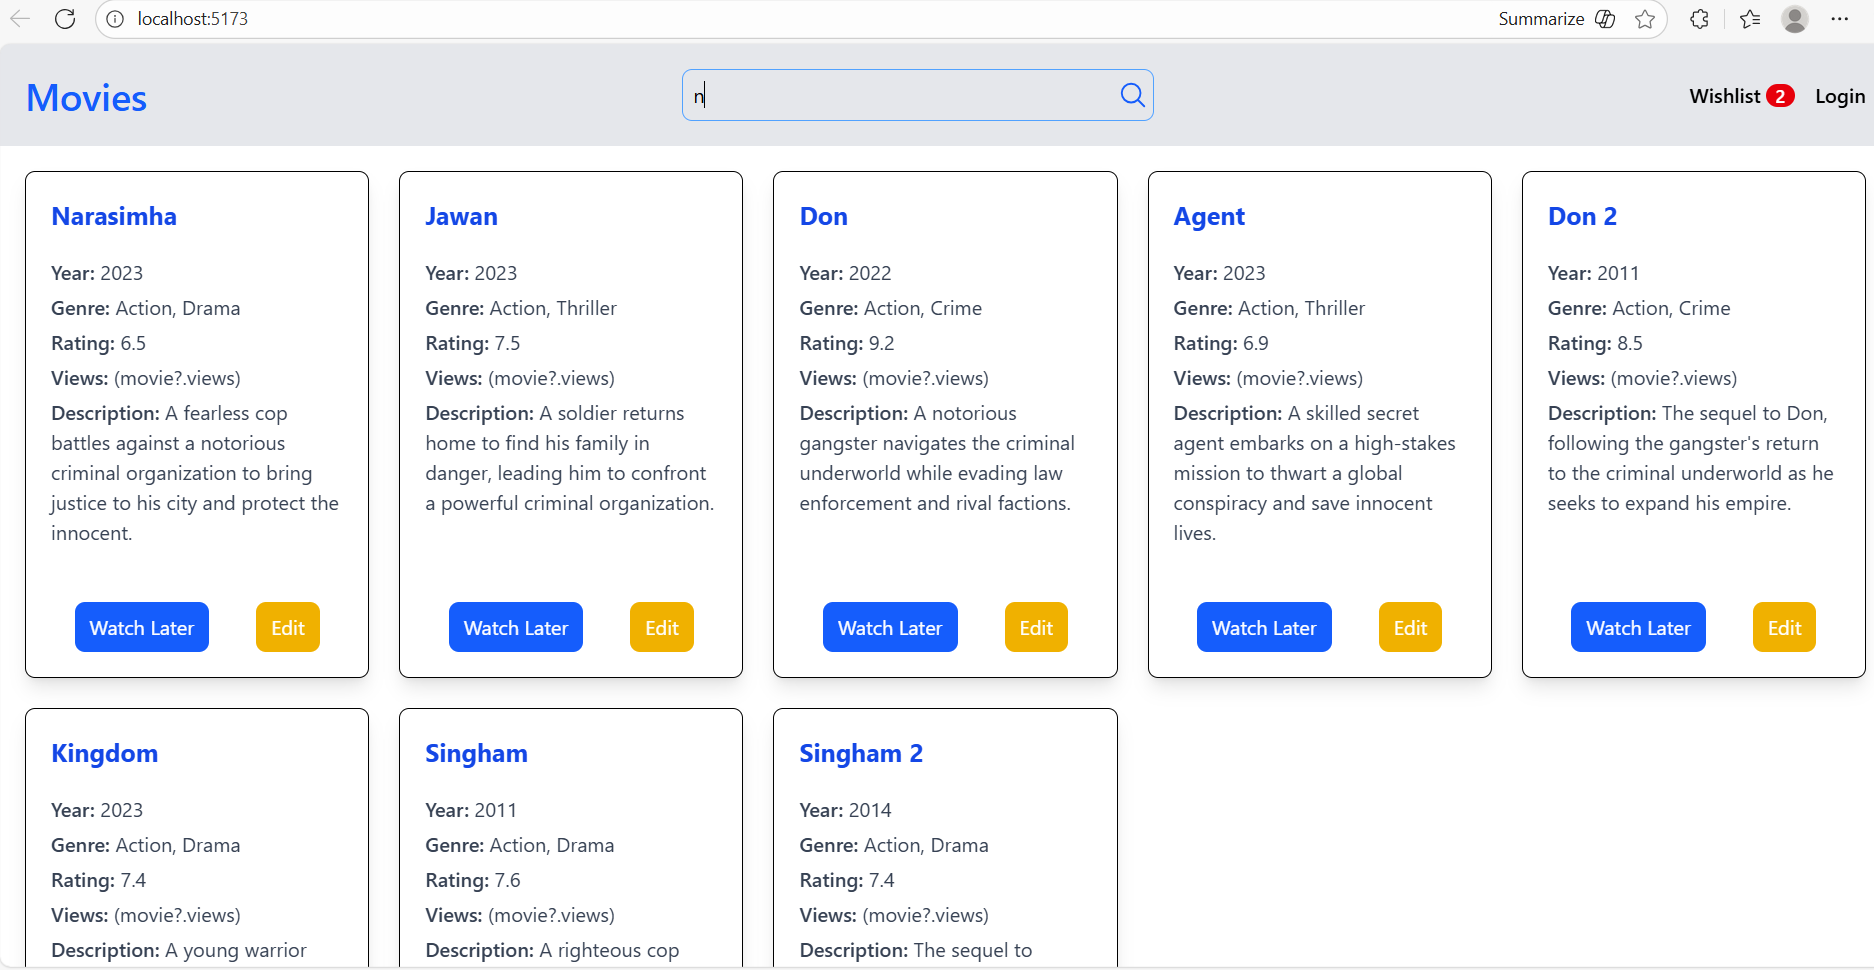 localhost:5173
Summarize
Movies
n
Wishlist 2
Login
Narasimha
Year: 2023
Genre: Action, Drama
Rating: 6.5
Views: (movie?.views)
Description: A fearless cop
battles against a notorious
criminal organization to bring
justice to his city and protect the
innocent.
Watch Later
Edit
Jawan
Year: 2023
Genre: Action, Thriller
Rating: 7.5
Views: (movie?.views)
Description: A soldier returns
home to find his family in
danger, leading him to confront
a powerful criminal organization.
Watch Later
Edit
Don
Year: 2022
Genre: Action, Crime
Rating: 9.2
Views: (movie?.views)
Description: A notorious
gangster navigates the criminal
underworld while evading law
enforcement and rival factions.
Watch Later
Edit
Agent
Year: 2023
Genre: Action, Thriller
Rating: 6.9
Views: (movie?.views)
Description: A skilled secret
agent embarks on a high-stakes
mission to thwart a global
conspiracy and save innocent
lives.
Watch Later
Edit
Don 2
Year: 2011
Genre: Action, Crime
Rating: 8.5
Views: (movie?.views)
Description: The sequel to Don,
following the gangster's return
to the criminal underworld as he
seeks to expand his empire.
Watch Later
Edit
Kingdom
Year: 2023
Genre: Action, Drama
Rating: 7.4
Views: (movie?.views)
Description: A young warrior
Singham
Year: 2011
Genre: Action, Drama
Rating: 7.6
Views: (movie?.views)
Description: A righteous cop
Singham 2
Year: 2014
Genre: Action, Drama
Rating: 7.4
Views: (movie?.views)
Description: The sequel to